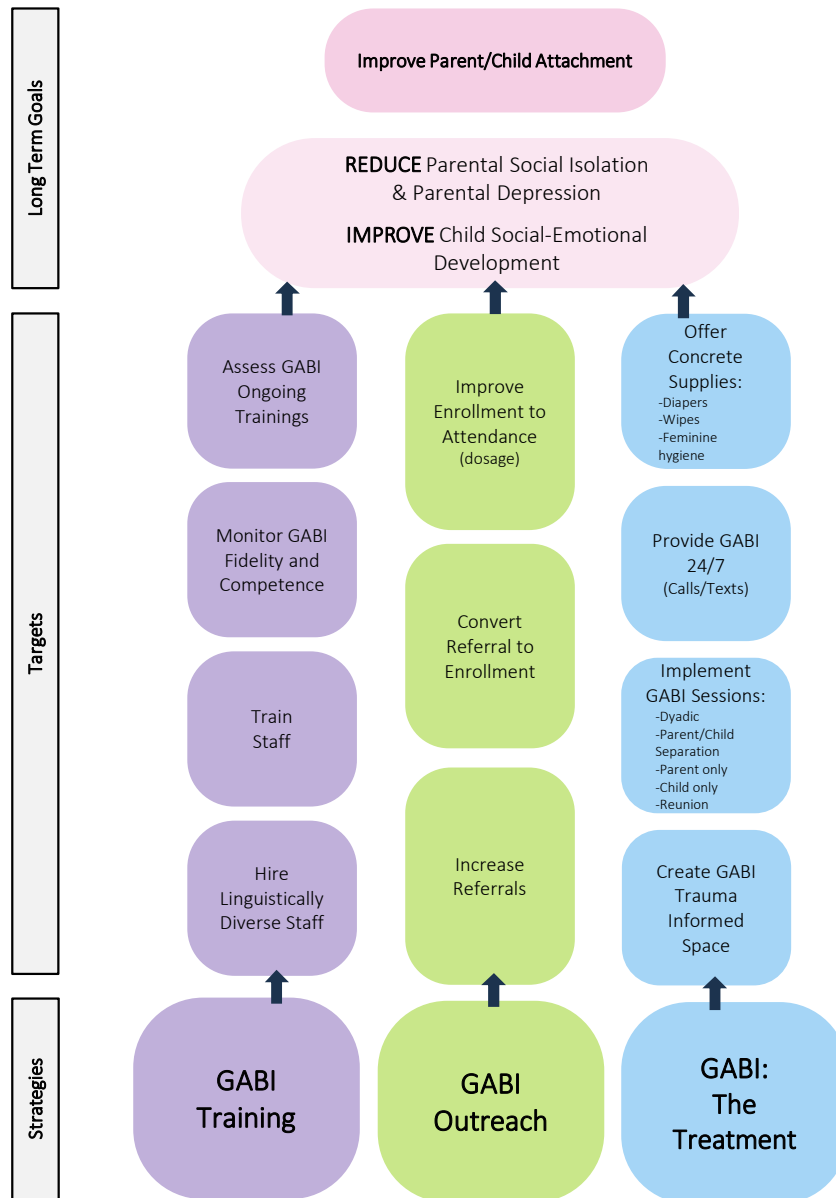 Long Term Goals
Improve Parent/Child Attachment
REDUCE Parental Social Isolation
& Parental Depression
IMPROVE Child Social-Emotional
Development
Targets
Assess GABI
Ongoing
Trainings
Monitor GABI
Fidelity and
Competence
Train
Staff
Hire
Linguistically
Diverse Staff
Improve
Enrollment to
Attendance
(dosage)
Convert
Referral to
Enrollment
Increase
Referrals
Offer
Concrete
Supplies:
-Diapers
-Wipes
-Feminine
hygiene
Provide GABI
24/7
(Calls/Texts)
Implement
GABI Sessions:
-Dyadic
-Parent/Child
Separation
-Parent only
-Child only
-Reunion
Create GABI
Trauma
Informed
Space
Strategies
GABI
Training
GABI
Outreach
GABI:
The
Treatment